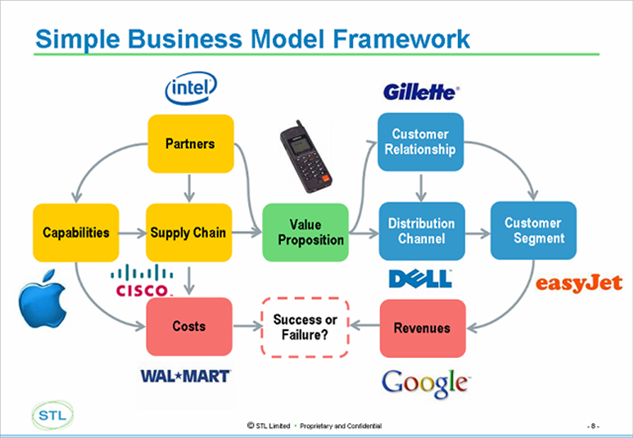 Simple Business Model Framework
intel
Gillette
Partners
Customer
Relationship
Capabilities
Supply Chain
Value
Proposition
Distribution
Channel
Customer
Segment
CISCO
DELL
easyJet
Costs
Success or
Failure?
Revenues
WAL★MART
Google
STL
© STL Limited • Proprietary and Confidential
- 8 -